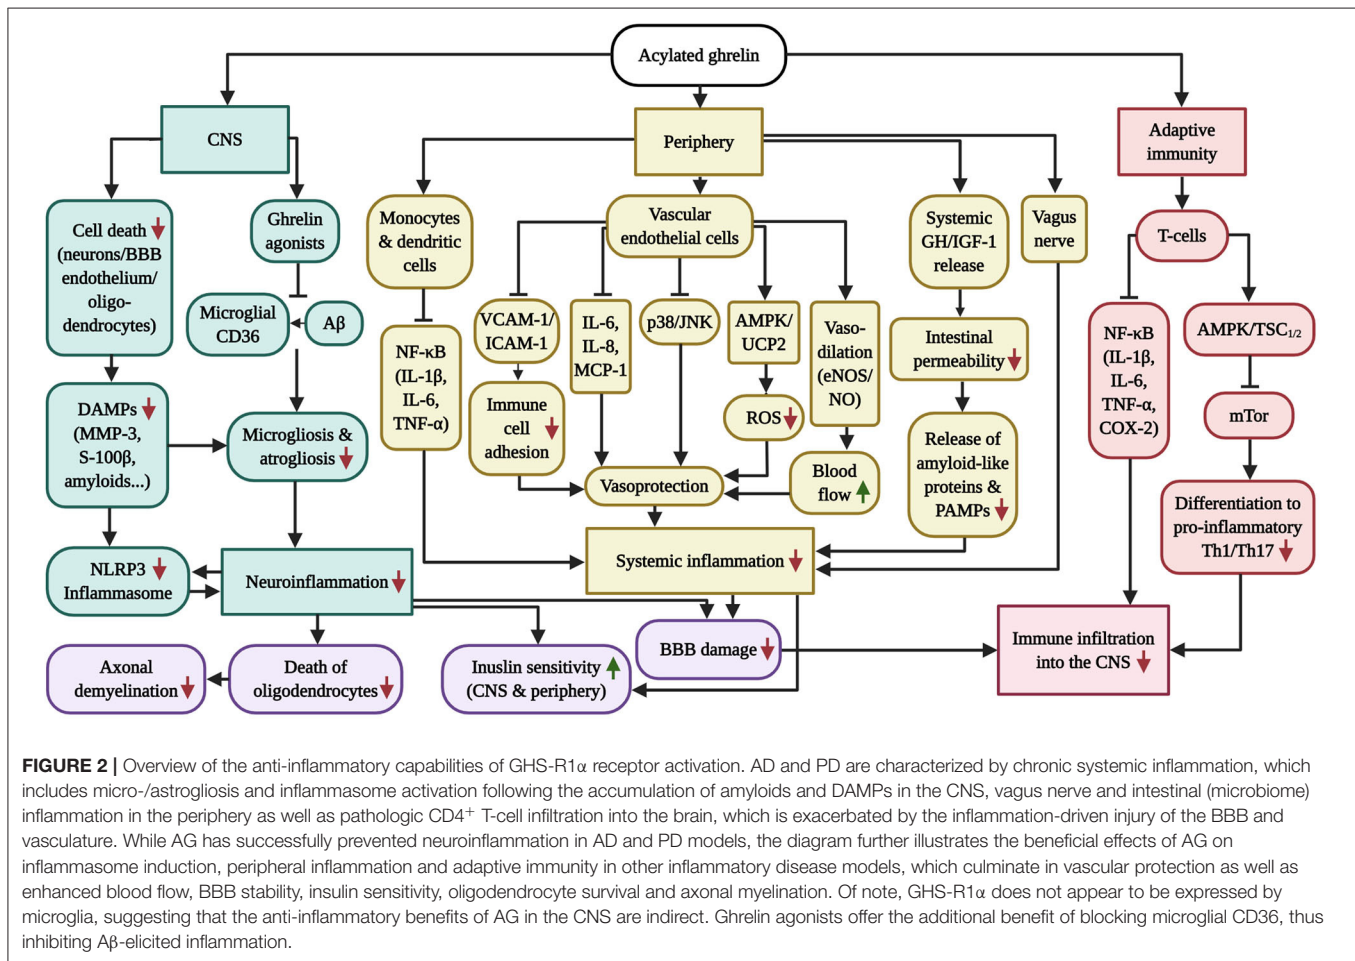 Acylated ghrelin
CNS
Periphery
Adaptive
immunity
Cell death
(neurons/BBB
endothelium/
oligo-
dendrocytes)
Ghrelin
agonists
Monocytes
& dendritic
cells
Vascular
endothelial cells
Systemic
GH/IGF-1
release
Vagus
nerve
T-cells
Microglial
CD36
Aβ
VCAM-1/
ICAM-1
IL-6,
IL-8,
MCP-1
p38/JNK
AMPK/
UCP2
Vaso-
dilation
(eNOS/
NO)
Intestinal
permeability
NF-κB
(IL-1β,
IL-6,
TNF-α)
NF-κB
(IL-1β,
IL-6,
TNF-α,
COX-2)
AMPK/TSC1/2
DAMPs
(MMP-3,
S-100β,
amyloids...)
Microgliosis &
atrogliosis
Immune
cell
adhesion
ROS
mTor
Vasoprotection
Blood
flow
Release of
amyloid-like
proteins &
PAMPs
Differentiation to
pro-inflammatory
Th1/Th17
NLRP3
Inflammasome
Neuroinflammation
Systemic inflammation
Axonal
demyelination
Death of
oligodendrocytes
Inuslin sensitivity
(CNS & periphery)
BBB damage
Immune infiltration
into the CNS
FIGURE 2 | Overview of the anti-inflammatory capabilities of GHS-R1α receptor activation. AD and PD are characterized by chronic systemic inflammation, which
includes micro-/astrogliosis and inflammasome activation following the accumulation of amyloids and DAMPs in the CNS, vagus nerve and intestinal (microbiome)
inflammation in the periphery as well as pathologic CD4+ T-cell infiltration into the brain, which is exacerbated by the inflammation-driven injury of the BBB and
vasculature. While AG has successfully prevented neuroinflammation in AD and PD models, the diagram further illustrates the beneficial effects of AG on
inflammasome induction, peripheral inflammation and adaptive immunity in other inflammatory disease models, which culminate in vascular protection as well as
enhanced blood flow, BBB stability, insulin sensitivity, oligodendrocyte survival and axonal myelination. Of note, GHS-R1α does not appear to be expressed by
microglia, suggesting that the anti-inflammatory benefits of AG in the CNS are indirect. Ghrelin agonists offer the additional benefit of blocking microglial CD36, thus
inhibiting Aβ-elicited inflammation.